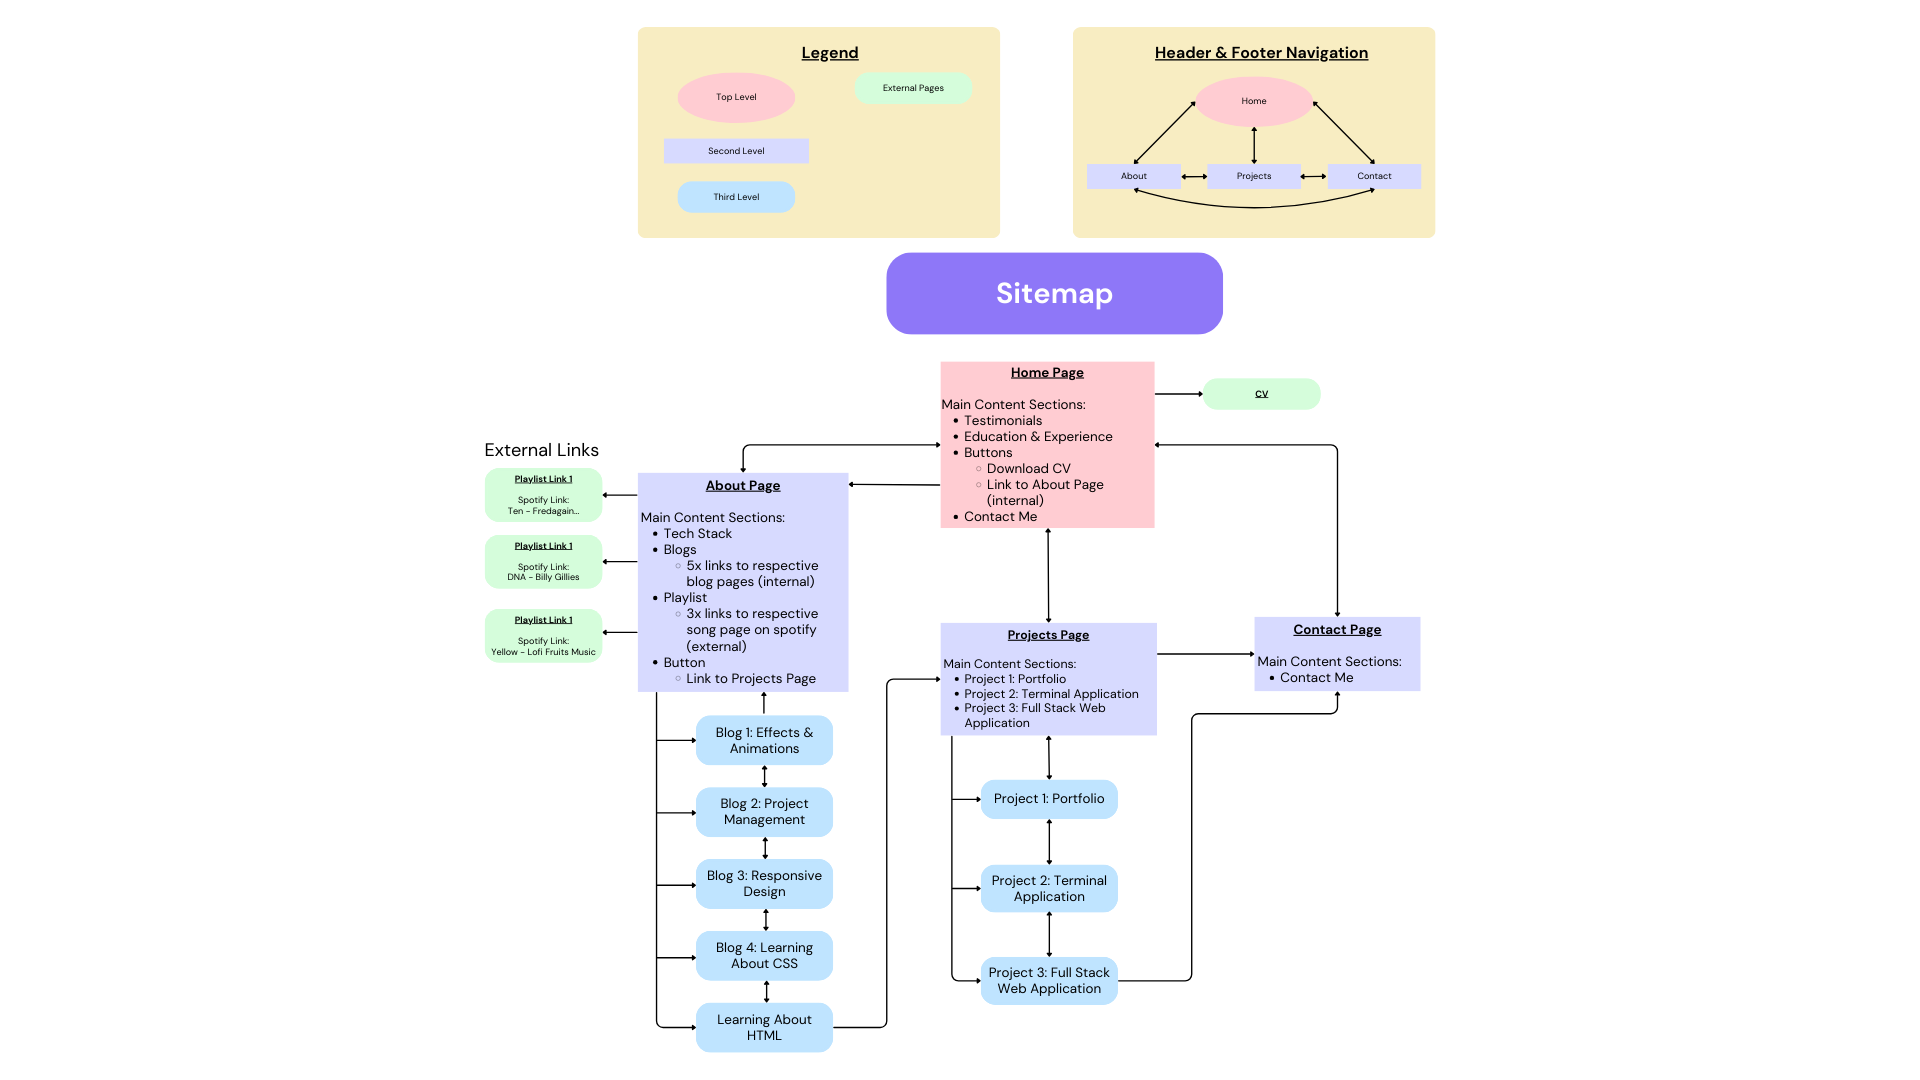 Legend
Top Level
External Pages
Second Level
Third Level
Header & Footer Navigation
Home
About
Projects
Contact
Sitemap
Home Page
Main Content Sections:
• Testimonials
• Education & Experience
• Buttons
○ Download CV
○ Link to About Page
(internal)
• Contact Me
CV
External Links
Playlist Link 1
Spotify Link:
Ten - Fredagain...
Playlist Link 1
Spotify Link:
DNA - Billy Gillies
Playlist Link 1
Spotify Link:
Yellow - Lofi Fruits Music
About Page
Main Content Sections:
• Tech Stack
• Blogs
○ 5x links to respective
blog pages (internal)
• Playlist
○ 3x links to respective
song page on spotify
(external)
• Button
○ Link to Projects Page
Blog 1: Effects &
Animations
Blog 2: Project
Management
Blog 3: Responsive
Design
Blog 4: Learning
About CSS
Learning About
HTML
Projects Page
Main Content Sections:
• Project 1: Portfolio
• Project 2: Terminal Application
• Project 3: Full Stack Web
Application
Project 1: Portfolio
Project 2: Terminal
Application
Project 3: Full Stack
Web Application
Contact Page
Main Content Sections:
• Contact Me